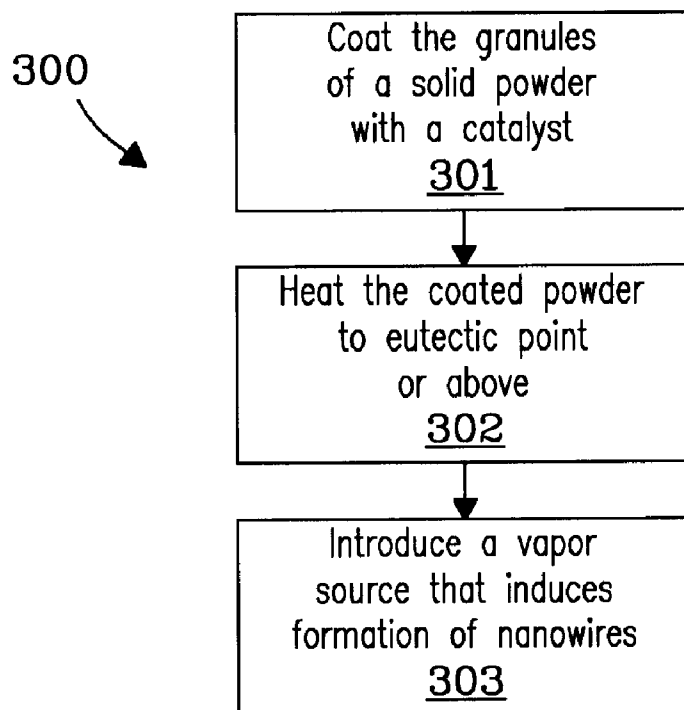 300
Coat the granules
of a solid powder
with a catalyst
301
Heat the coated powder
to eutectic point
or above
302
Introduce a vapor
source that induces
formation of nanowires
303